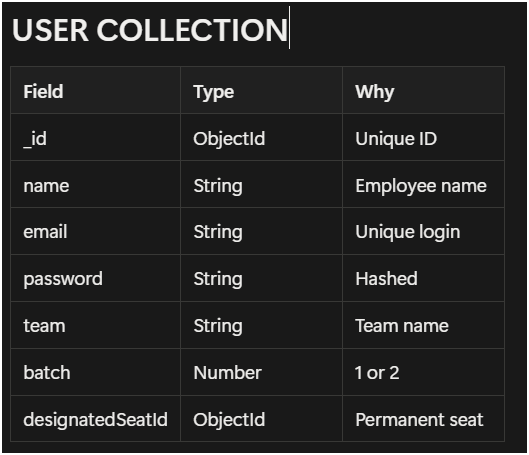 USER COLLECTION
Field Type Why
_id ObjectId Unique ID
name String Employee name
email String Unique login
password String Hashed
team String Team name
batch Number 1 or 2
designatedSeatId ObjectId Permanent seat